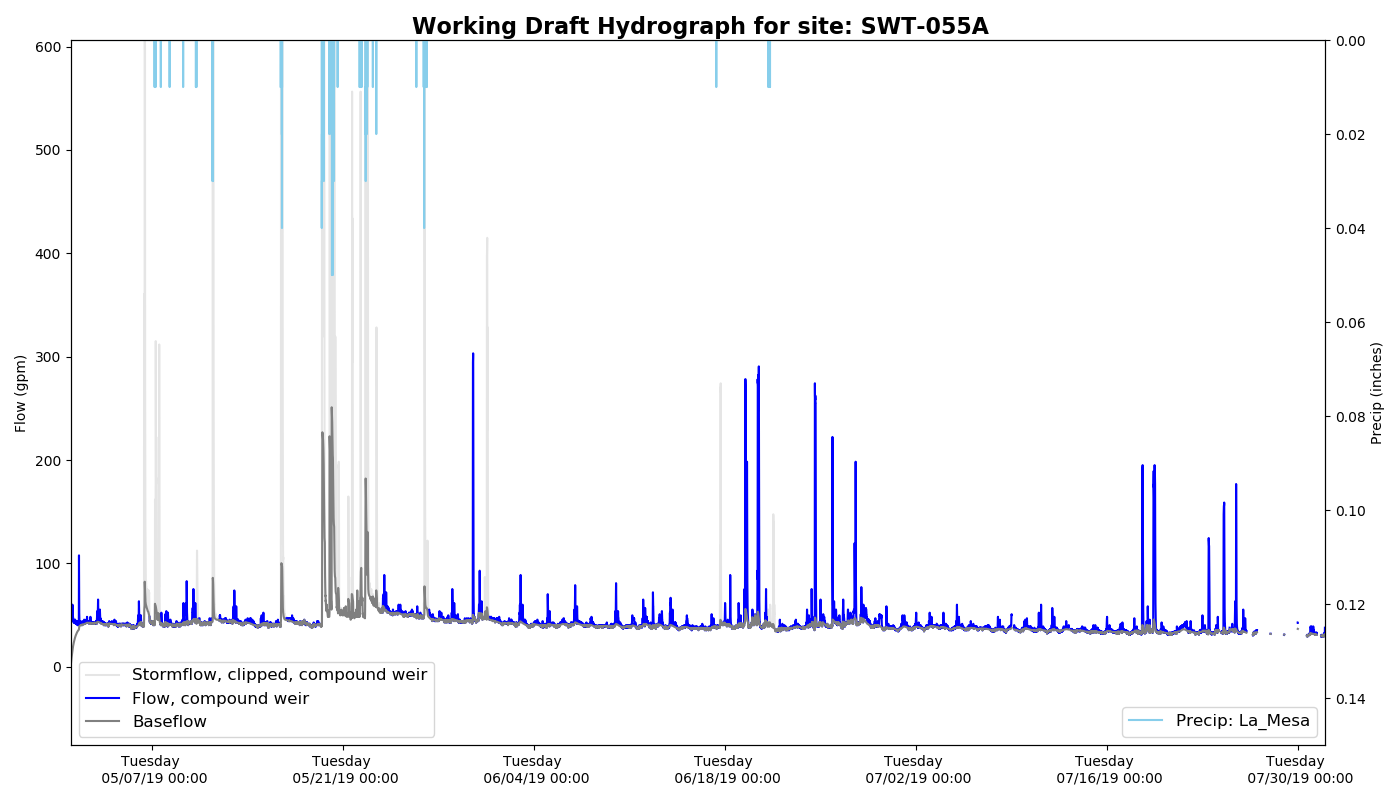 Working Draft Hydrograph for site: SWT-055A
600
500
400
300
200
100
0
Flow (gpm)
0.00
0.02
0.04
0.06
0.08
0.10
0.12
0.14
Precip (inches)
Stormflow, clipped, compound weir
Flow, compound weir
Baseflow
Precip: La_Mesa
Tuesday
05/07/19 00:00
Tuesday
05/21/19 00:00
Tuesday
06/04/19 00:00
Tuesday
06/18/19 00:00
Tuesday
07/02/19 00:00
Tuesday
07/16/19 00:00
Tuesday
07/30/19 00:00